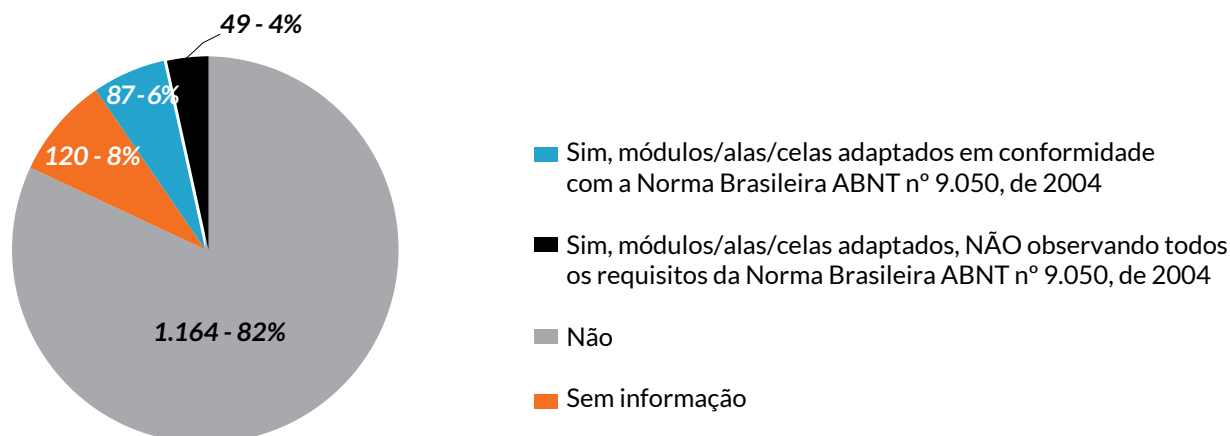 49 - 4%
87 - 6%
120 - 8%
1.164 - 82%
Sim, módulos/alas/celas adaptados em conformidade
com a Norma Brasileira ABNT nº 9.050, de 2004
Sim, módulos/alas/celas adaptados, NÃO observando todos
os requisitos da Norma Brasileira ABNT nº 9.050, de 2004
Não
Sem informação